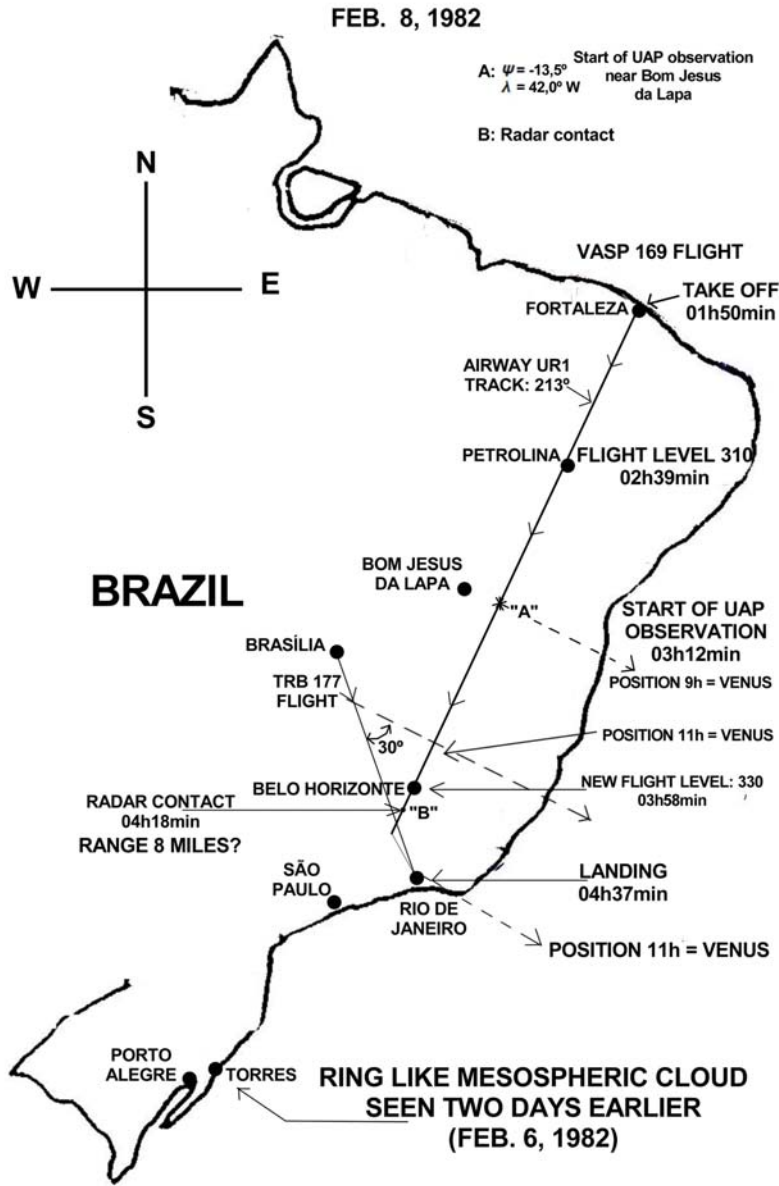 FEB. 8, 1982
A: ψ = -13,5º
λ = 42,0º W
Start of UAP observation
near Bom Jesus
da Lapa
B: Radar contact
N
W
E
S
VASP 169 FLIGHT
TAKE OFF
01h50min
FORTALEZA
AIRWAY UR1
TRACK: 213º
PETROLINA
FLIGHT LEVEL 310
02h39min
BOM JESUS
DA LAPA
BRAZIL
"A"
START OF UAP
OBSERVATION
03h12min
POSITION 9h = VENUS
BRASÍLIA
TRB 177
FLIGHT
30º
POSITION 11h = VENUS
BELO HORIZONTE
NEW FLIGHT LEVEL: 330
03h58min
RADAR CONTACT
04h18min
RANGE 8 MILES?
"B"
SÃO
PAULO
LANDING
04h37min
RIO DE
JANEIRO
POSITION 11h = VENUS
PORTO
ALEGRE
TORRES
RING LIKE MESOSPHERIC CLOUD
SEEN TWO DAYS EARLIER
(FEB. 6, 1982)